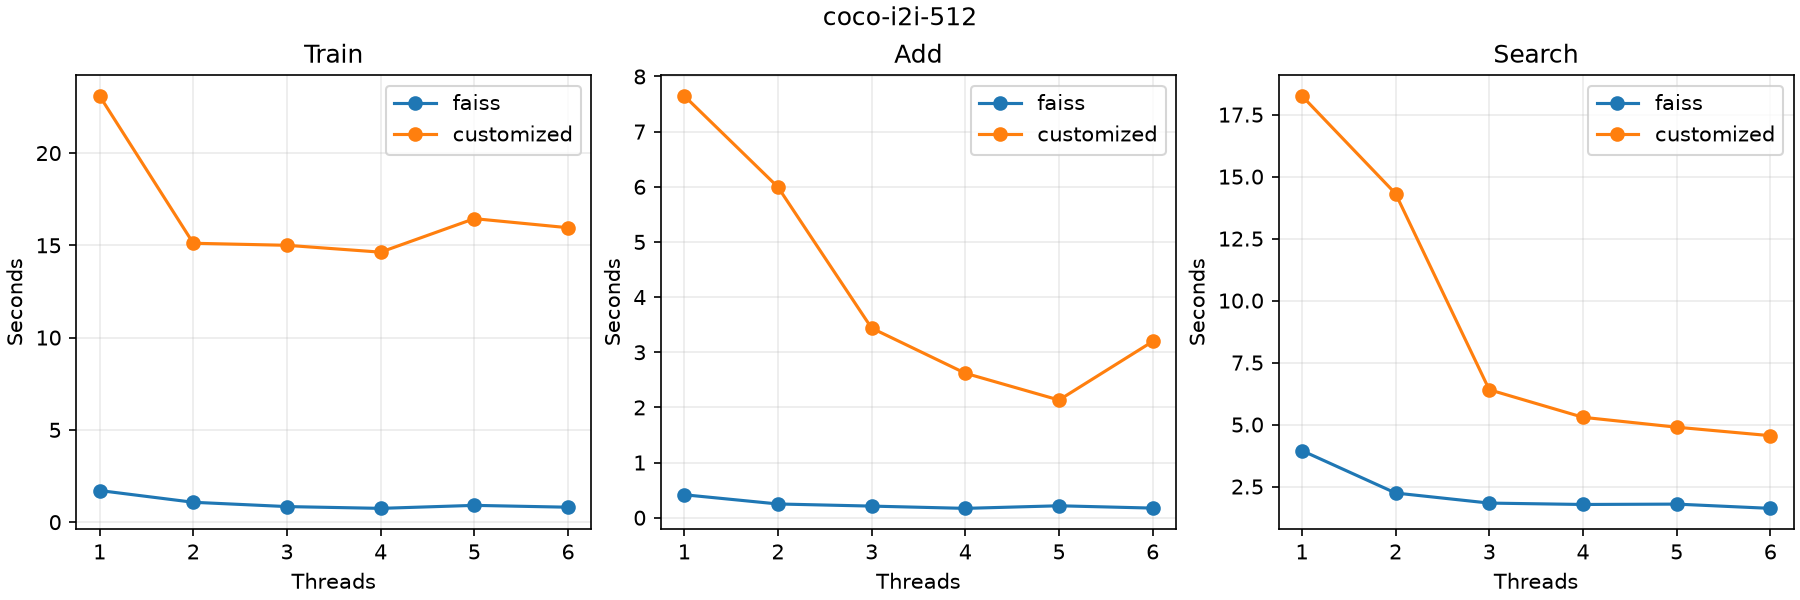 coco-i2i-512
Train
faiss
customized
20
15
10
5
0
Seconds
1 2 3 4 5 6
Threads
Add
faiss
customized
8
7
6
5
4
3
2
1
0
Seconds
1 2 3 4 5 6
Threads
Search
faiss
customized
17.5
15.0
12.5
10.0
7.5
5.0
2.5
Seconds
1 2 3 4 5 6
Threads